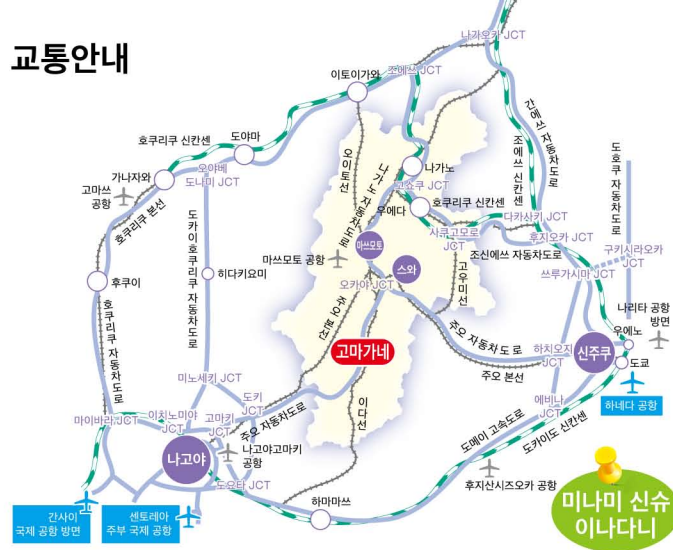 교통안내
나가오카 JCT
이토이가와
조에쓰 JCT
간에쓰 자동차도로
조에쓰 신칸센
호쿠리쿠 신칸센
도야마
오야베
도나미 JCT
가나자와
고마쓰
공항
호쿠리쿠 본선
오이토선
나가노 자동차도로
나가노
고쇼쿠 JCT
우에다
호쿠리쿠 신칸센
도호쿠 자동차도로
다카사키 JCT
사쿠고모로
JCT
후지오카 JCT
조신에쓰 자동차도로
구키시라오카
JCT
쓰루가시마 JCT
도카이호쿠리쿠 자동차도로
마쓰모토
마쓰모토 공항
스와
오카야 JCT
고우미선
후쿠이
히다키요미
호쿠리쿠 자동차도로
주오 본선
고마가네
주오 자동차도로
주오 본선
하치오지
JCT
신주쿠
나리타 공항
방면
우에노
도쿄
하네다 공항
미노세키 JCT
도키
JCT
이다선
에비나
JCT
마이바라 JCT
이치노미야
JCT
고마키
JCT
주오 자동차도로
나고야고마키
공항
나고야
도요타 JCT
도메이 고속도로
도카이도 신칸센
후지산시즈오카 공항
하마마쓰
간사이
국제 공항 방면
센토레아
주부 국제 공항
미나미 신슈
이나다니